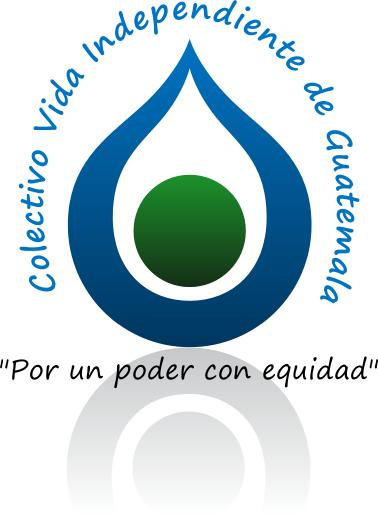 Colectivo Vida Independiente de Guatemala
"Por un poder con equidad"